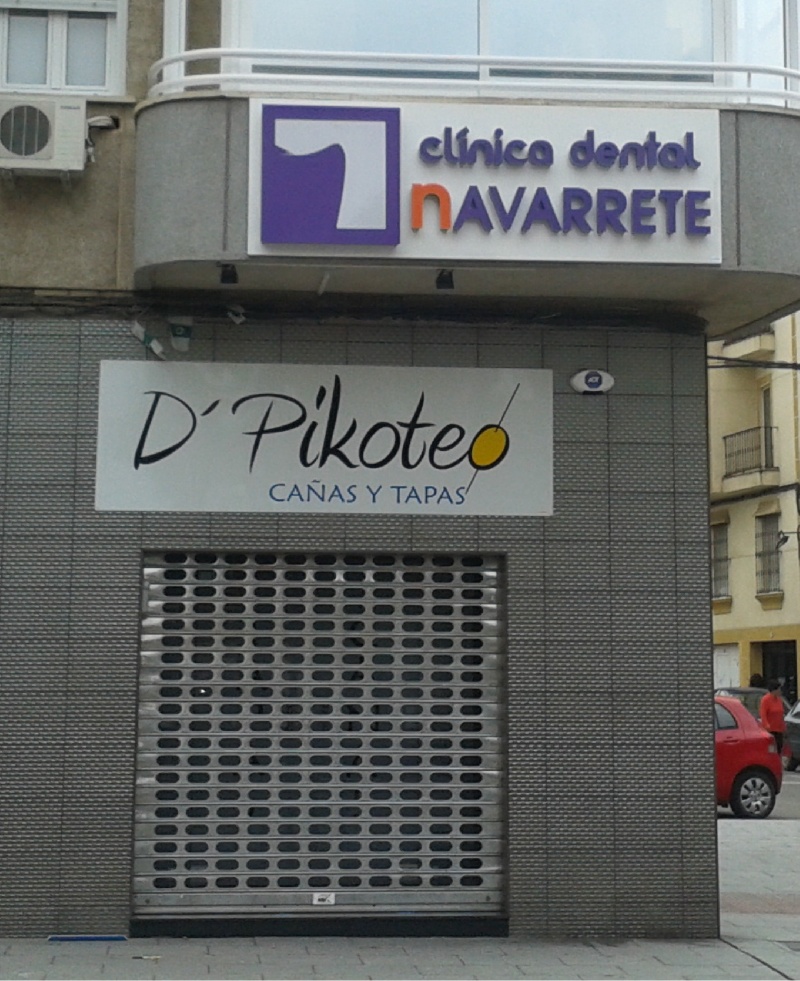 clínica dental
nAVARRETE
D' Pikoteo
CAÑAS Y TAPAS